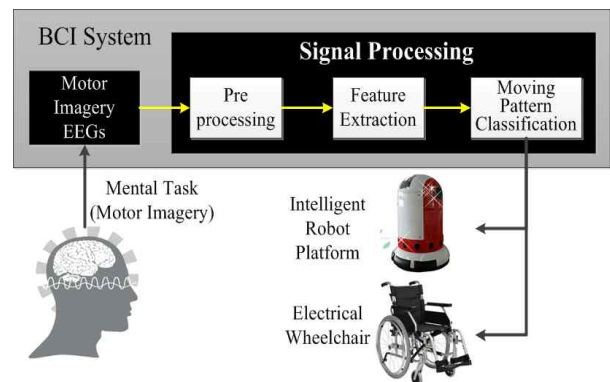 BCI System
Signal Processing
Motor
Imagery
EEGs
Pre
processing
Feature
Extraction
Moving
Pattern
Classification
Mental Task
(Motor Imagery)
Intelligent
Robot
Platform
Electrical
Wheelchair